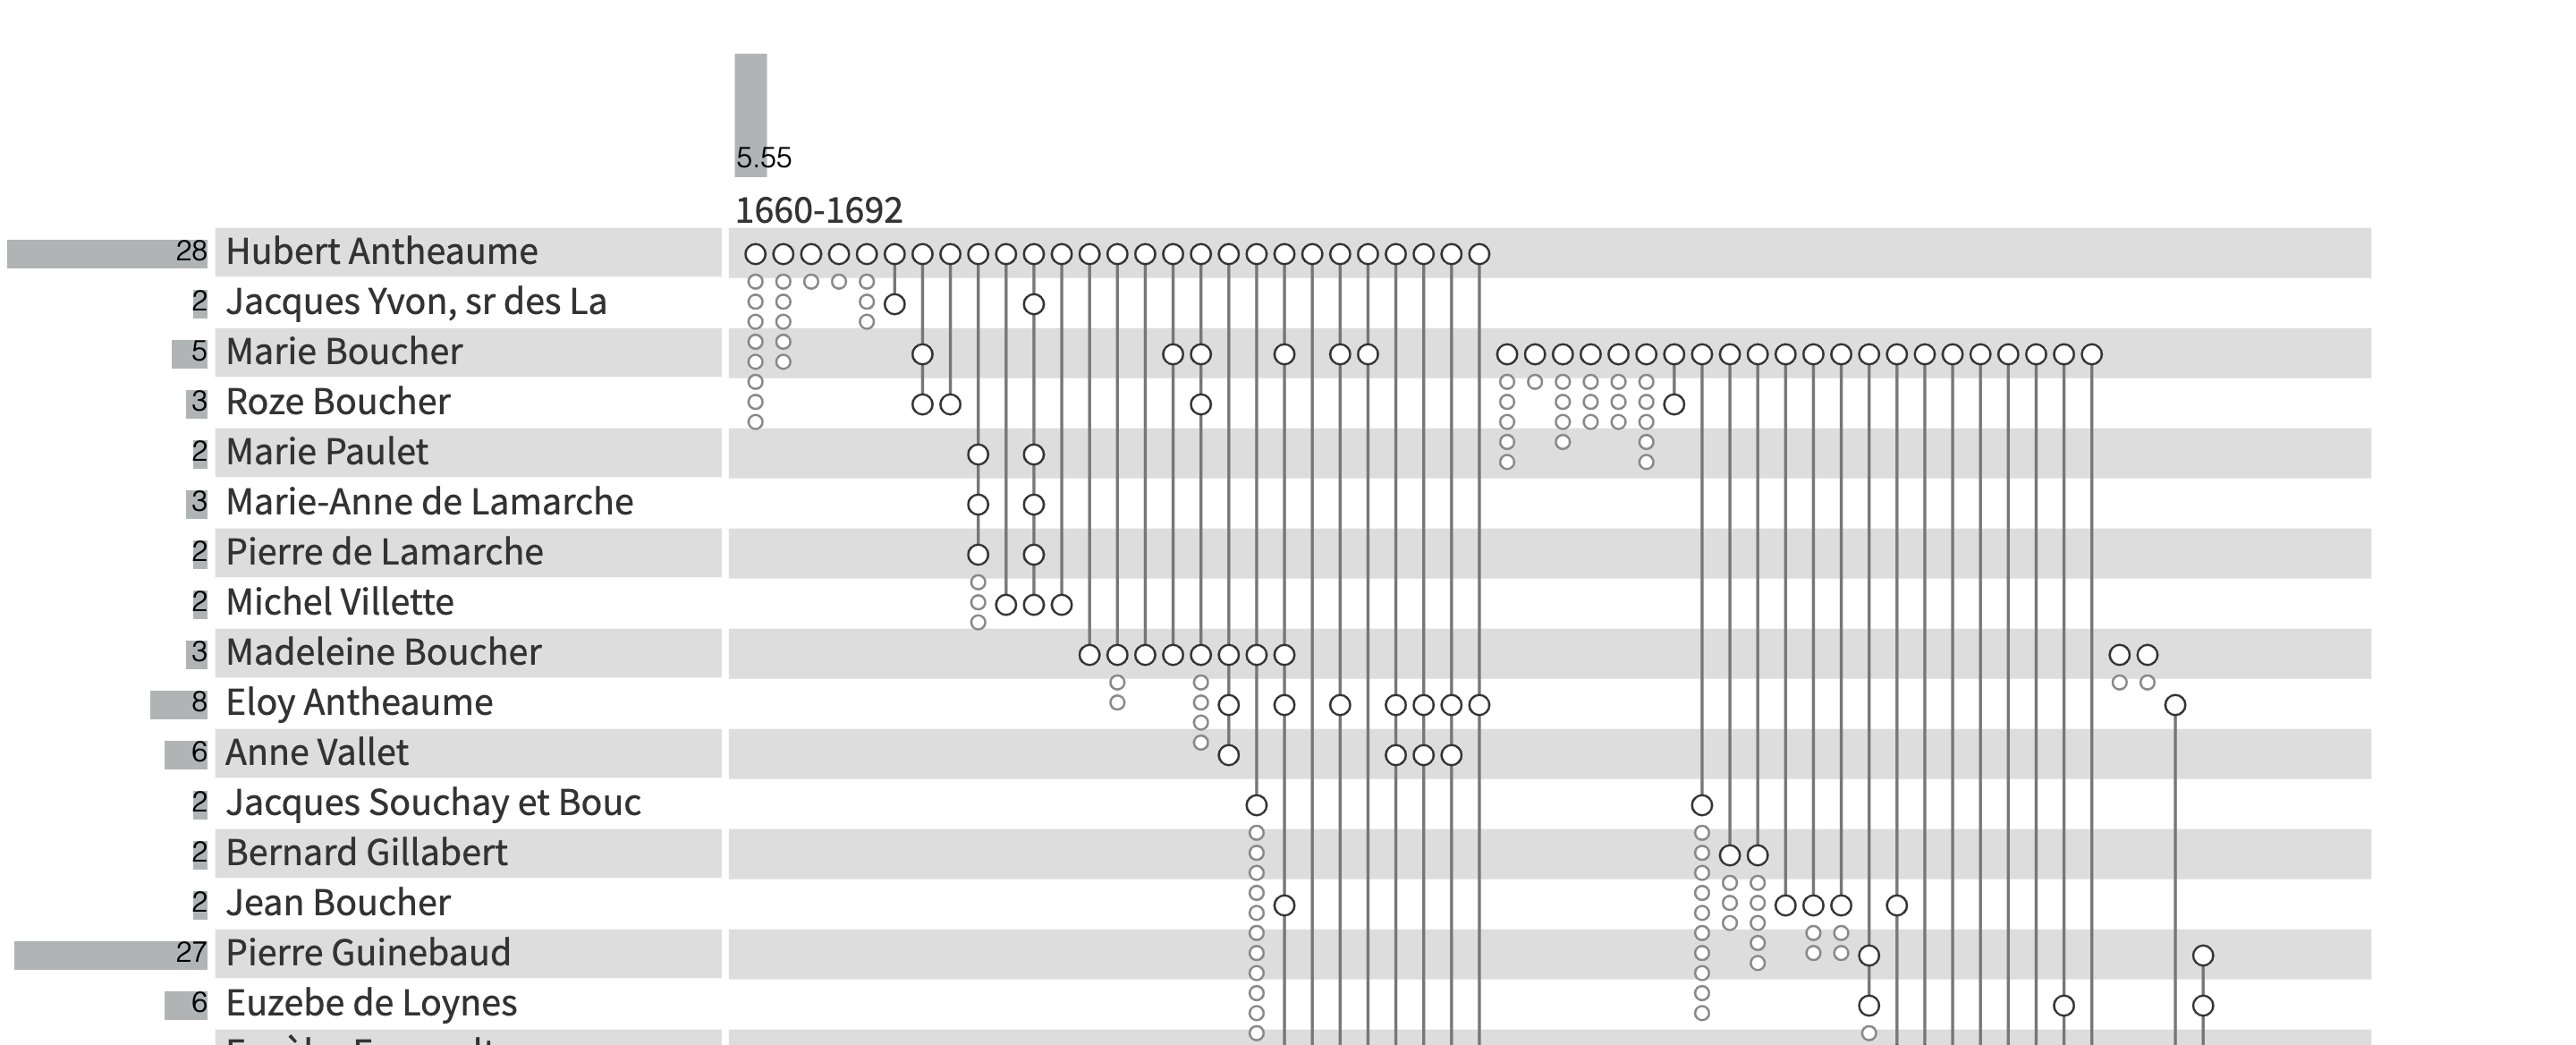 5.55
1660-1692
28 Hubert Antheaume
2 Jacques Yvon, sr des La
5 Marie Boucher
3 Roze Boucher
2 Marie Paulet
3 Marie-Anne de Lamarche
2 Pierre de Lamarche
2 Michel Villette
3 Madeleine Boucher
8 Eloy Antheaume
6 Anne Vallet
2 Jacques Souchay et Bouc
2 Bernard Gillabert
2 Jean Boucher
27 Pierre Guinebaud
6 Euzebe de Loynes